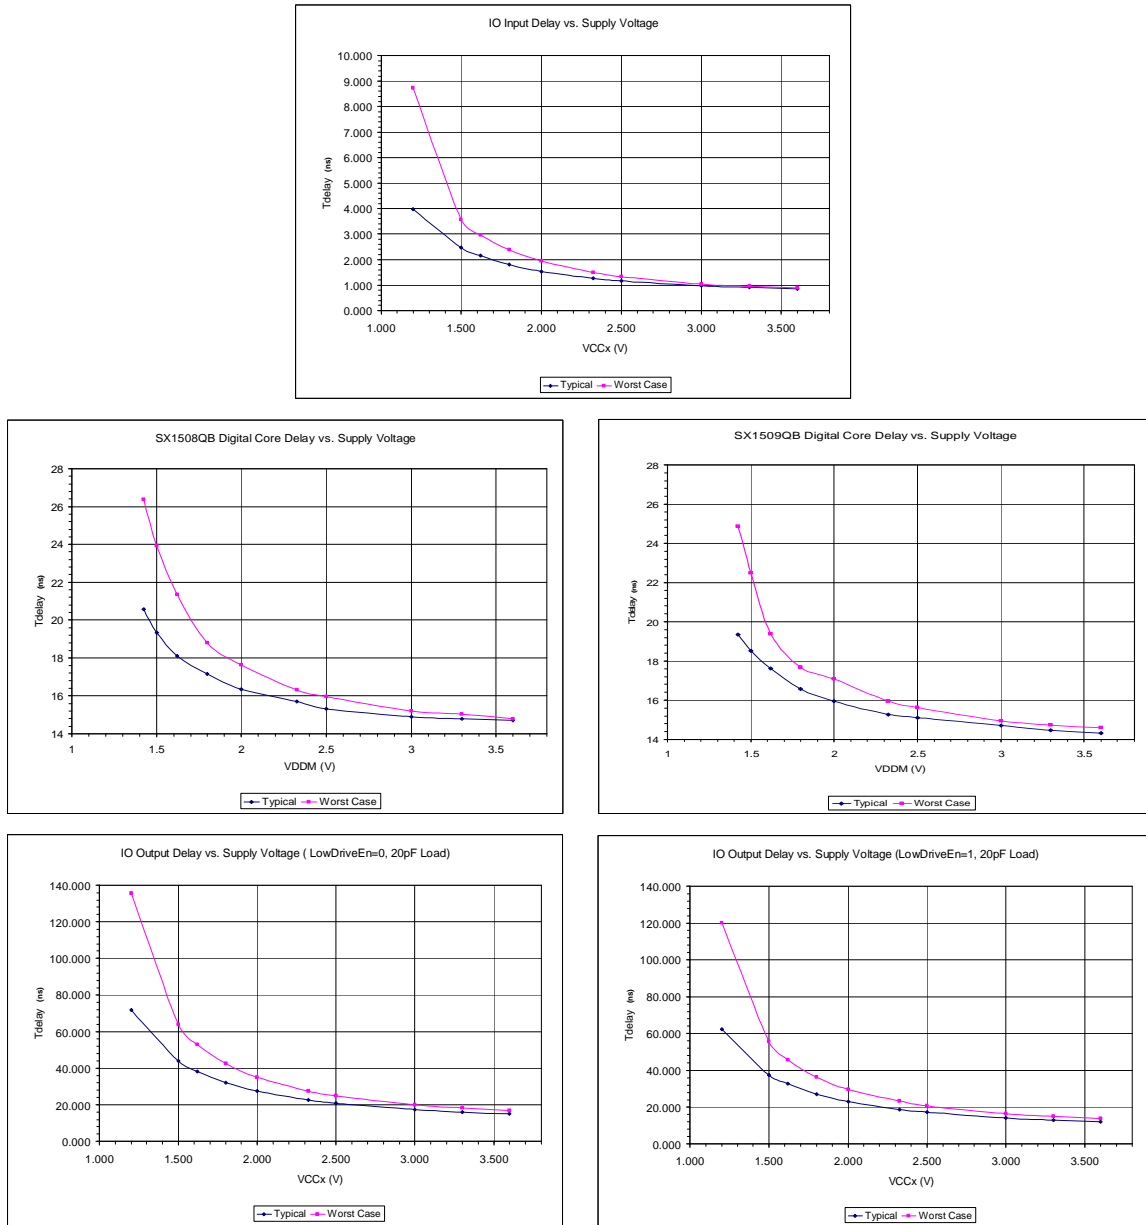 IO Input Delay vs. Supply Voltage
10.000
9.000
8.000
7.000
6.000
5.000
4.000
3.000
2.000
1.000
0.000
Tdelay (ns)
1.000 1.500 2.000 2.500 3.000 3.500
VCCx (V)
Typical Worst Case
SX1508QB Digital Core Delay vs. Supply Voltage
28
26
24
22
20
18
16
14
Tdelay (ns)
1 1.5 2 2.5 3 3.5
VDDM (V)
Typical Worst Case
SX1509QB Digital Core Delay vs. Supply Voltage
28
26
24
22
20
18
16
14
Tdelay (ns)
1 1.5 2 2.5 3 3.5
VDDM (V)
Typical Worst Case
IO Output Delay vs. Supply Voltage ( LowDriveEn=0, 20pF Load)
140.000
120.000
100.000
80.000
60.000
40.000
20.000
0.000
Tdelay (ns)
1.000 1.500 2.000 2.500 3.000 3.500
VCCx (V)
Typical Worst Case
IO Output Delay vs. Supply Voltage (LowDriveEn=1, 20pF Load)
140.000
120.000
100.000
80.000
60.000
40.000
20.000
0.000
Tdelay (ns)
1.000 1.500 2.000 2.500 3.000 3.500
VCCx (V)
Typical Worst Case